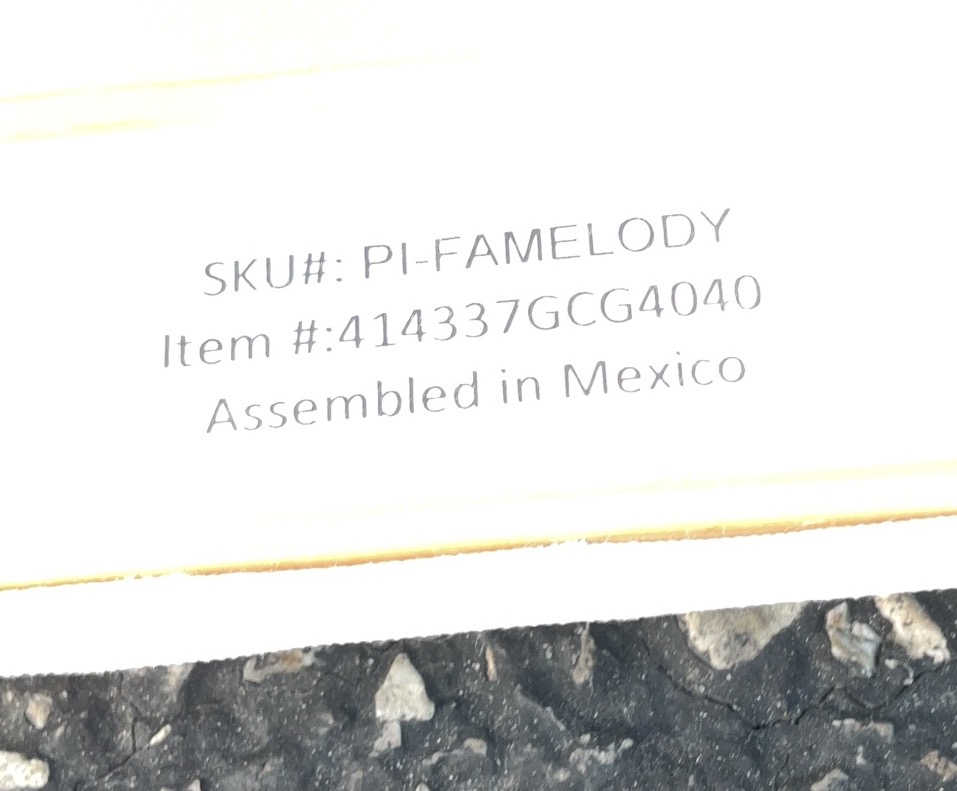 SKU#: PI-FAMELODY
Item #:414337GCG4040
Assembled in Mexico